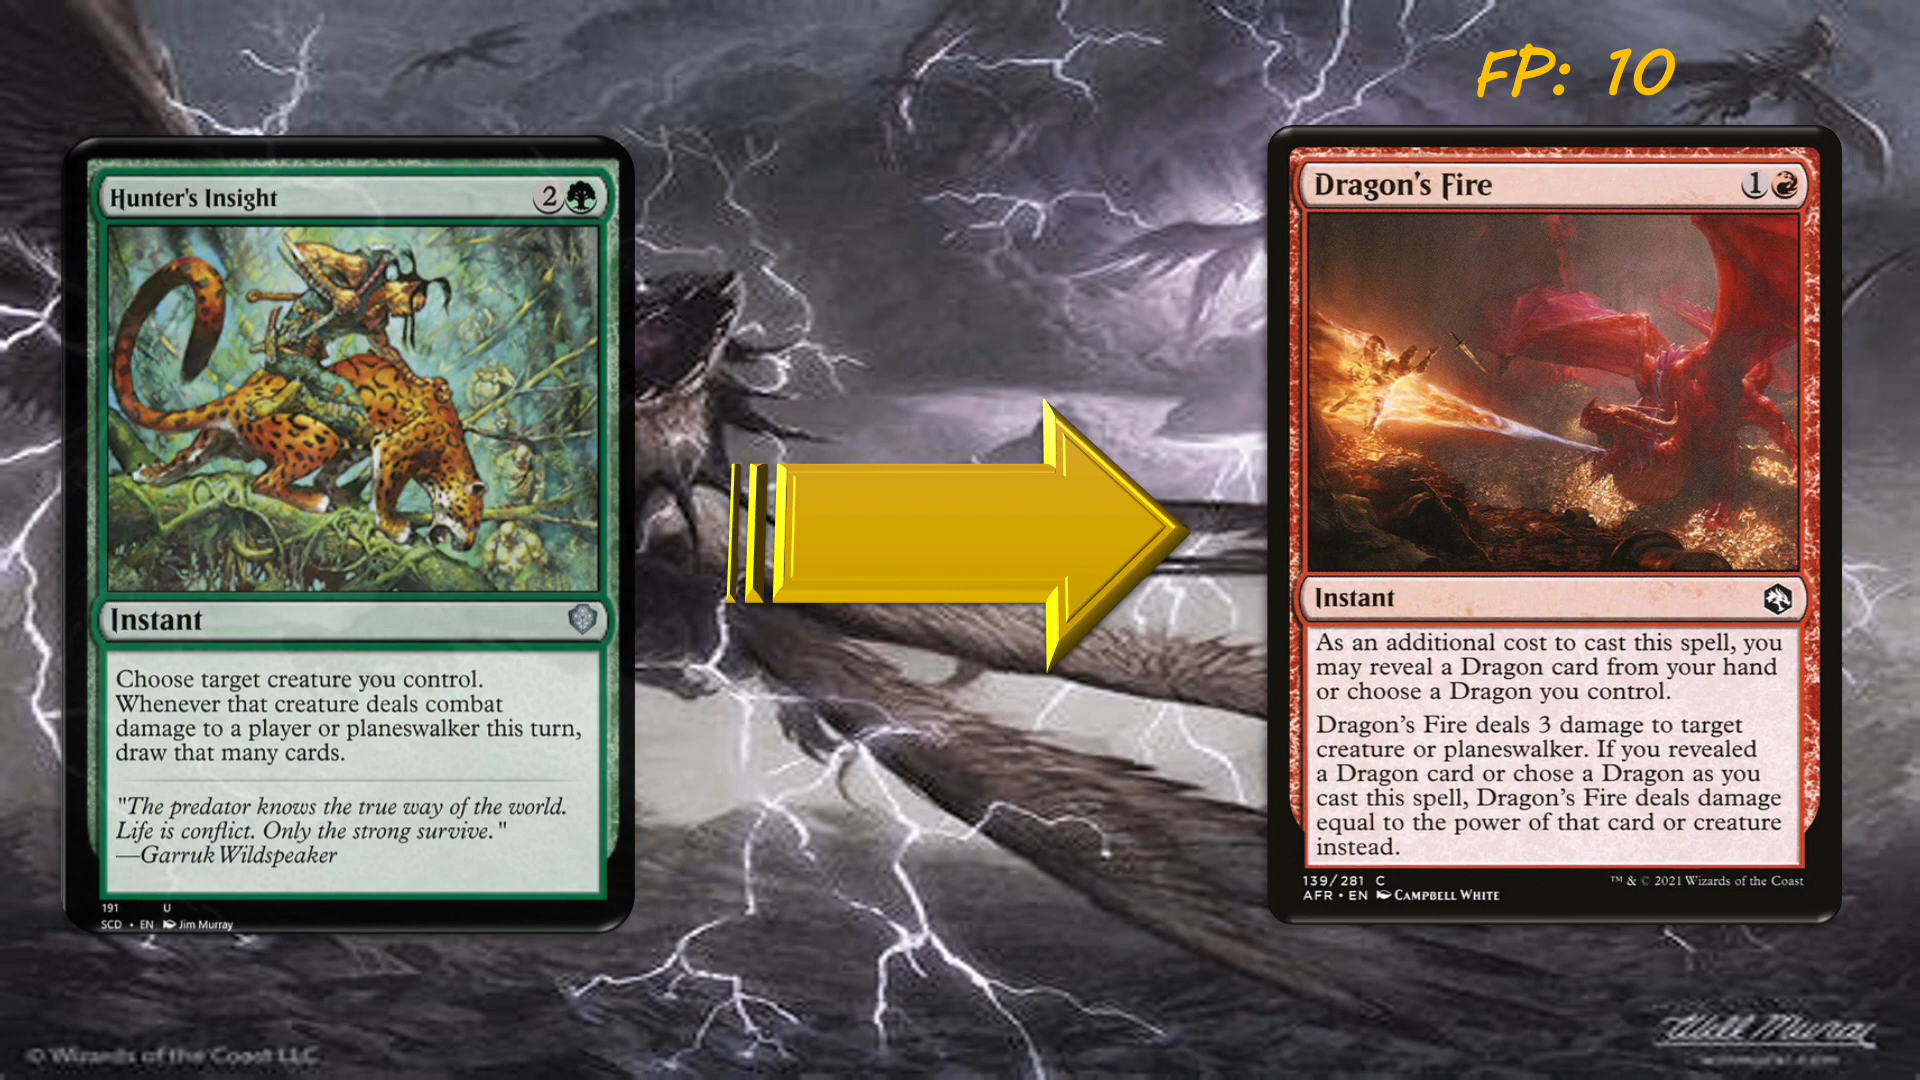 FP: 10
Hunter's Insight 2
Instant
Choose target creature you control.
Whenever that creature deals combat
damage to a player or planeswalker this turn,
draw that many cards.
"The predator knows the true way of the world.
Life is conflict. Only the strong survive."
—Garruk Wildspeaker
191 U
SCD • EN Jim Murray
Dragon's Fire 1
Instant
As an additional cost to cast this spell, you
may reveal a Dragon card from your hand
or choose a Dragon you control.
Dragon's Fire deals 3 damage to target
creature or planeswalker. If you revealed
a Dragon card or chose a Dragon as you
cast this spell, Dragon's Fire deals damage
equal to the power of that card or creature
instead.
139/281 C
AFR • EN Campbell White
™ & © 2021 Wizards of the Coast
© Wizards of the Coast LLC
Will Murai